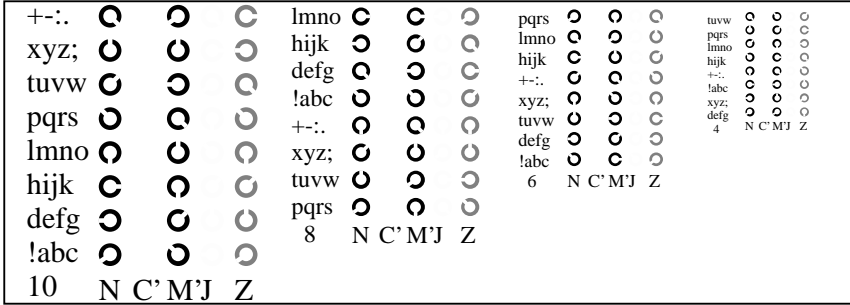 +-:.
xyz;
tuvw
pqrs
lmno
hijk
defg
!abc
10 N C' M'J Z
lmno
hijk
defg
!abc
+-:.
xyz;
tuvw
pqrs
8 N C' M'J Z
pqrs
lmno
hijk
+-:.
xyz;
tuvw
defg
!abc
6 N C' M'J Z
tuvw
pqrs
lmno
hijk
+-:.
!abc
xyz;
defg
4 N C' M'J Z